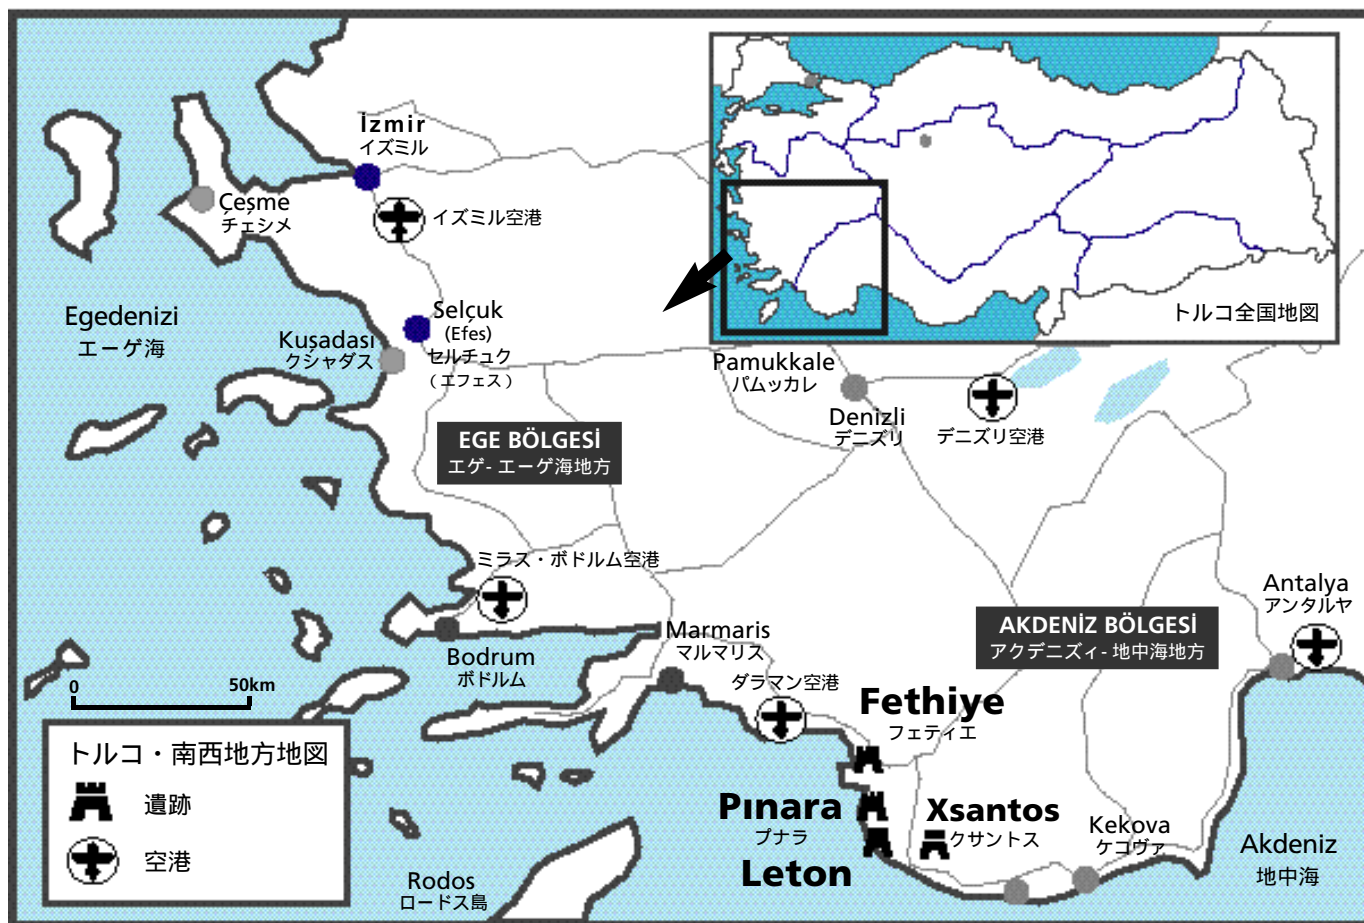 İzmir
イズミル
Çeşme
チェシメ
イズミル空港
トルコ全国地図
Egedenizi
エーゲ海
Selçuk
(Efes)
セルチュク
（エフェス）
Kuşadası
クシャダス
Pamukkale
パムッカレ
Denizli
デニズリ
デニズリ空港
EGE BÖLGESİ
エゲ- エーゲ海地方
ミラス・ボドルム空港
Bodrum
ボドルム
Marmaris
マルマリス
ダラマン空港
AKDENİZ BÖLGESİ
アクデニズィ- 地中海地方
Antalya
アンタルヤ
Fethiye
フェティエ
Pınara
プナラ
Xsantos
クサントス
Leton
Kekova
ケコヴァ
Akdeniz
地中海
Rodos
ロードス島
0 50km
トルコ・南西地方地図
遺跡
空港